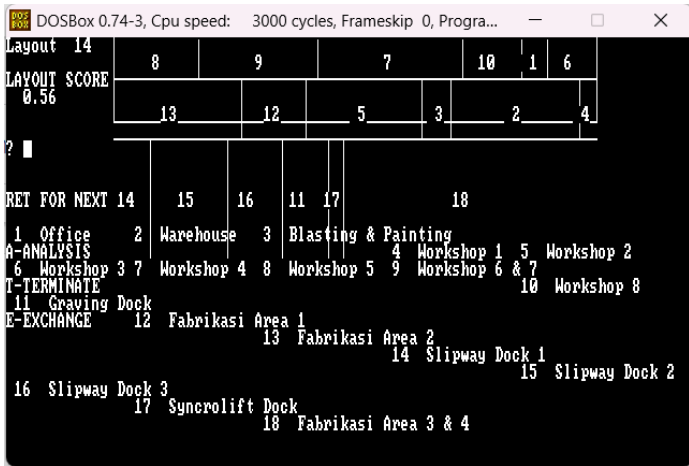 DOSBox 0.74-3, Cpu speed: 3000 cycles, Frameskip 0, Progra...
Layout 14
8 9 7 10 1 6
LAYOUT SCORE
0.56
13 12 5 3 2 4
?
RET FOR NEXT 14 15 16 11 17 18
1 Office 2 Warehouse 3 Blasting & Painting
A-ANALYSIS 4 Workshop 1 5 Workshop 2
6 Workshop 3 7 Workshop 4 8 Workshop 5 9 Workshop 6 & 7
T-TERMINATE 10 Workshop 8
11 Graving Dock
E-EXCHANGE 12 Fabrikasi Area 1
13 Fabrikasi Area 2
14 Slipway Dock 1
15 Slipway Dock 2
16 Slipway Dock 3
17 Syncrolift Dock
18 Fabrikasi Area 3 & 4